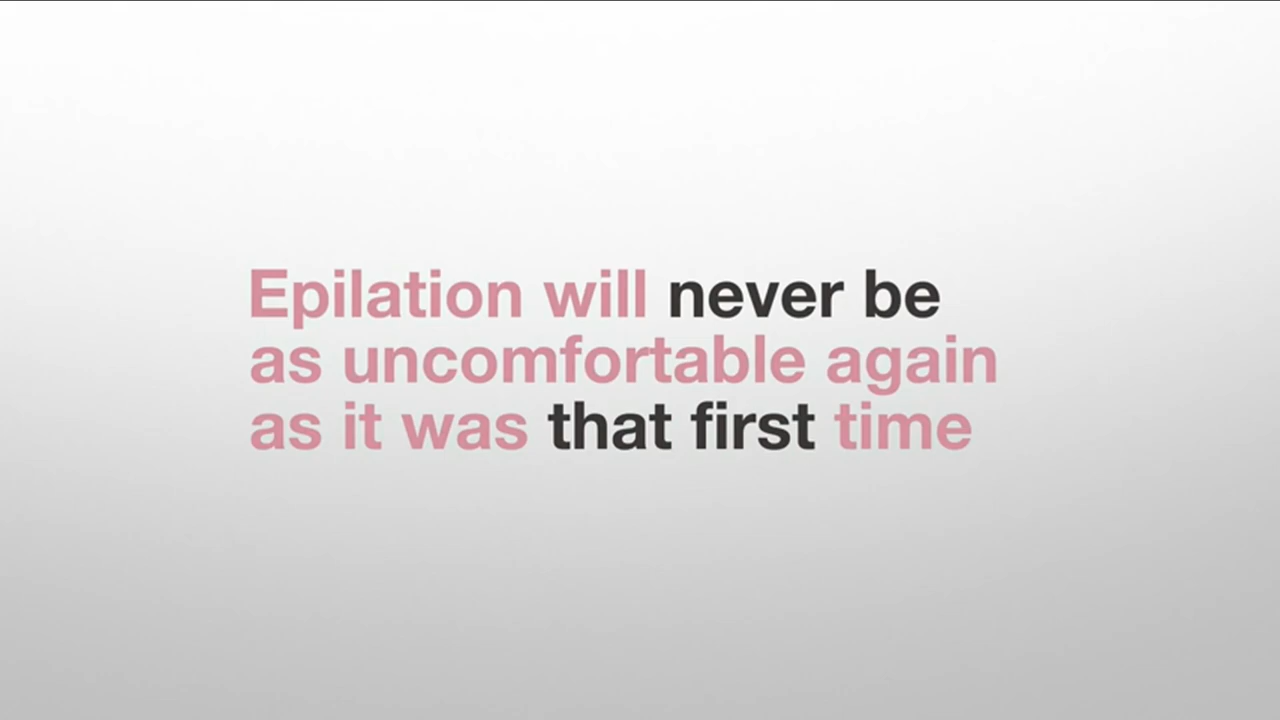 Epilation will never be
as uncomfortable again
as it was that first time